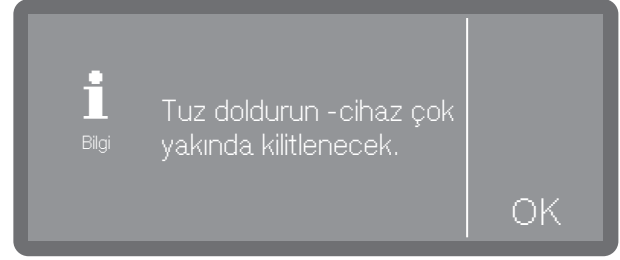 i
Bilgi
Tuz doldurun -cihaz çok
yakında kilitlenecek.
OK